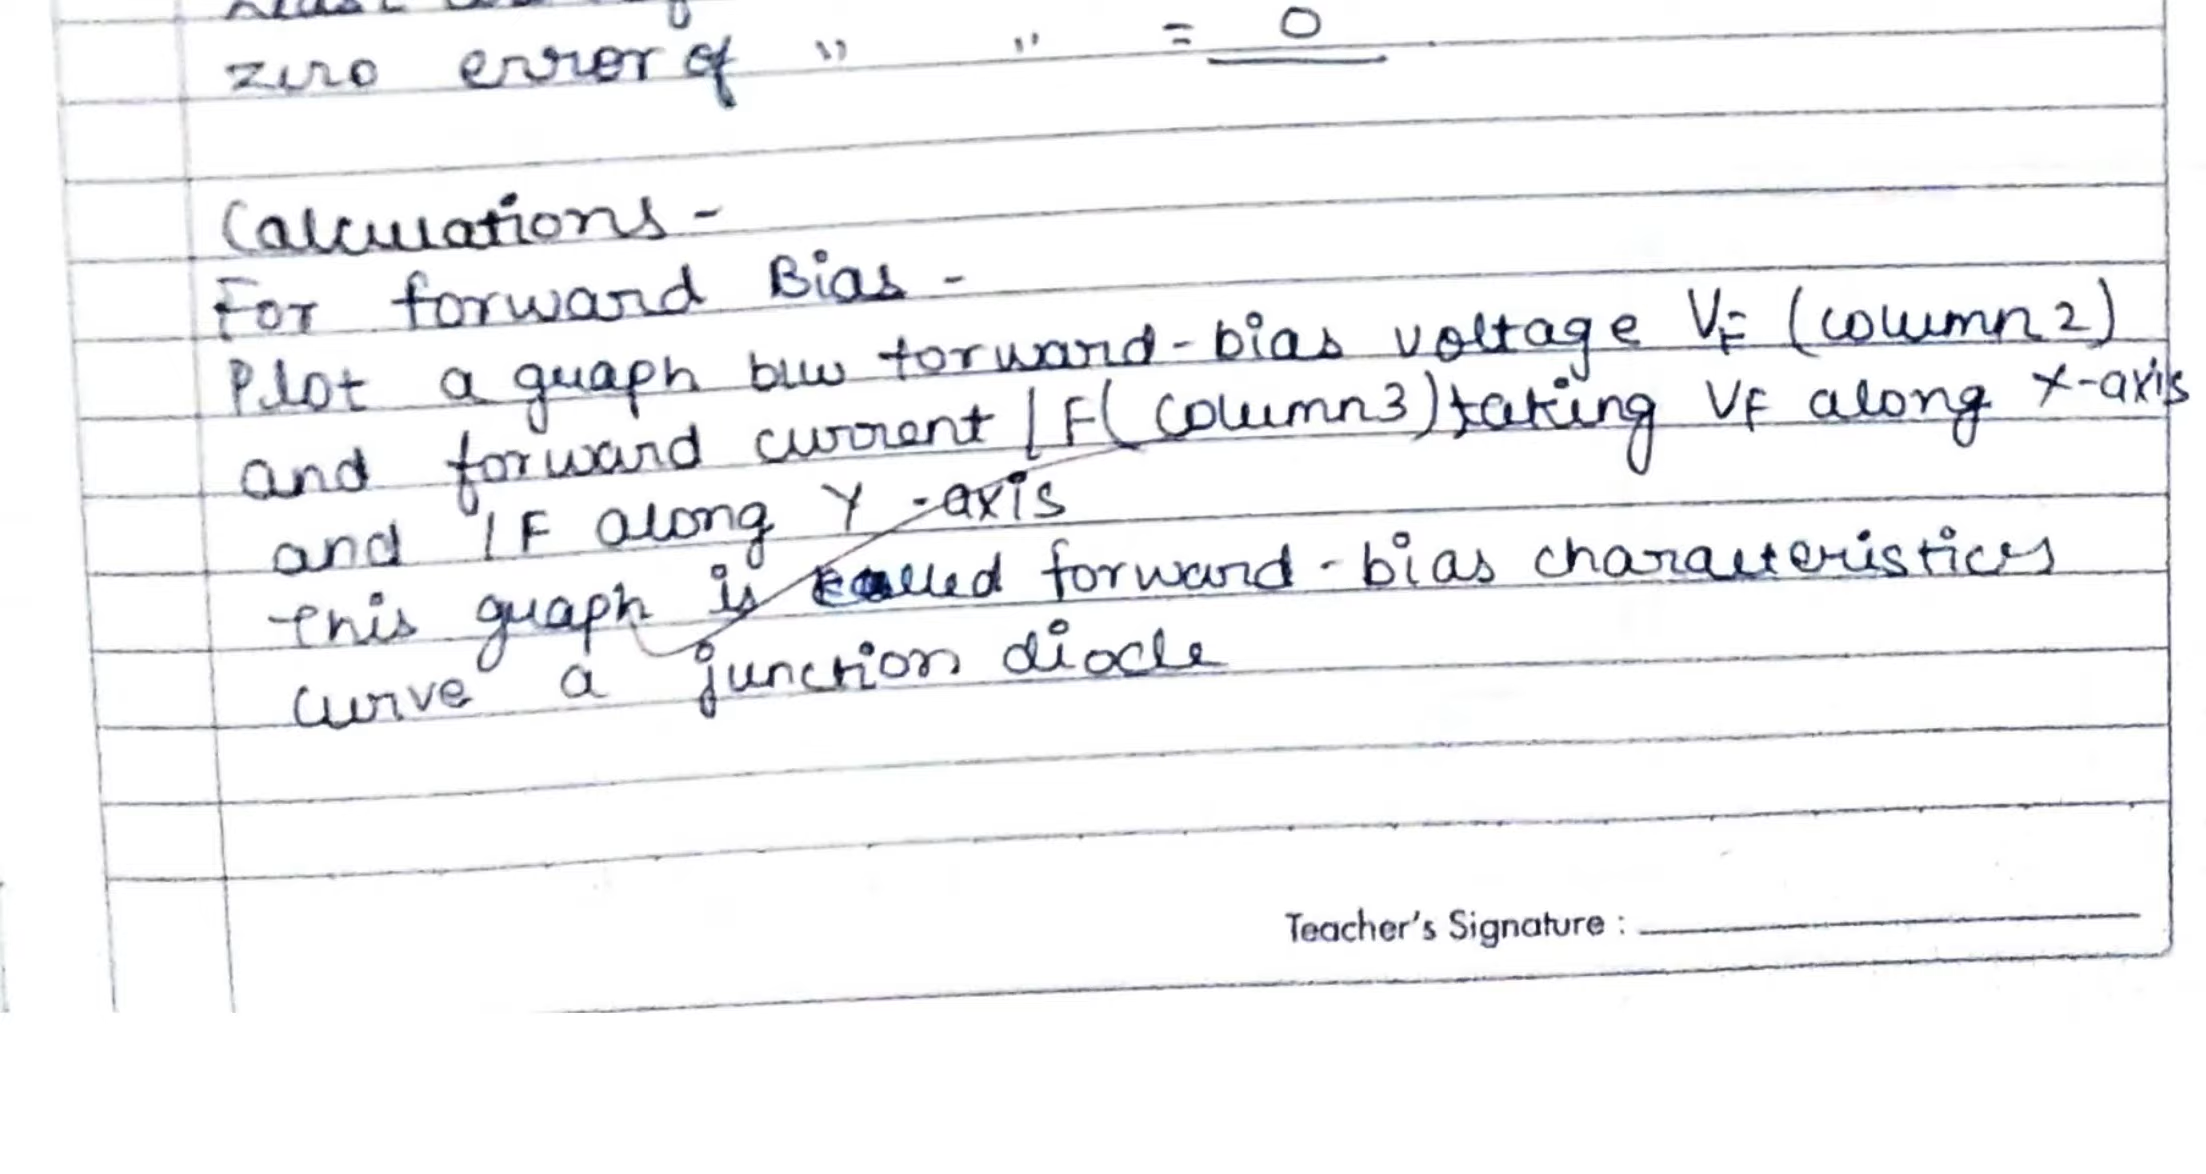 zero error of " " = 0
Calculations -
For forward Bias -
Plot a graph b/w forward-bias voltage VF (column 2)
and forward current IF (column 3) taking VF along X-axis
and IF along Y-axis
This graph is called forward-bias characteristics
curve a junction diode
Teacher's Signature :